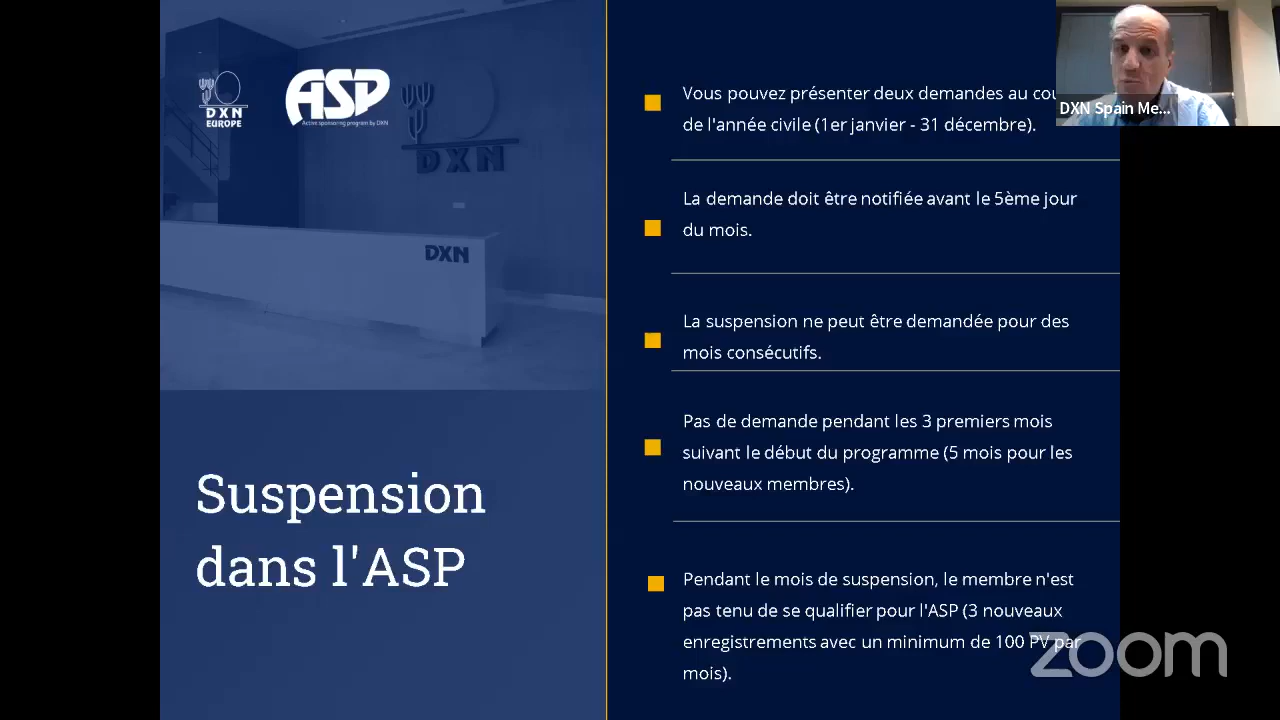 DXN
EUROPE
ASP
Active sponsoring program by DXN
DXN
DXN
Suspension
dans l'ASP
Vous pouvez présenter deux demandes au
de l'année civile (1er janvier - 31 décembre).
La demande doit être notifiée avant le 5ème jour
du mois.
La suspension ne peut être demandée pour des
mois consécutifs.
Pas de demande pendant les 3 premiers mois
suivant le début du programme (5 mois pour les
nouveaux membres).
Pendant le mois de suspension, le membre n'est
pas tenu de se qualifier pour l'ASP (3 nouveaux
enregistrements avec un minimum de 100 PV par
mois).
DXN Spain Me...
zoom